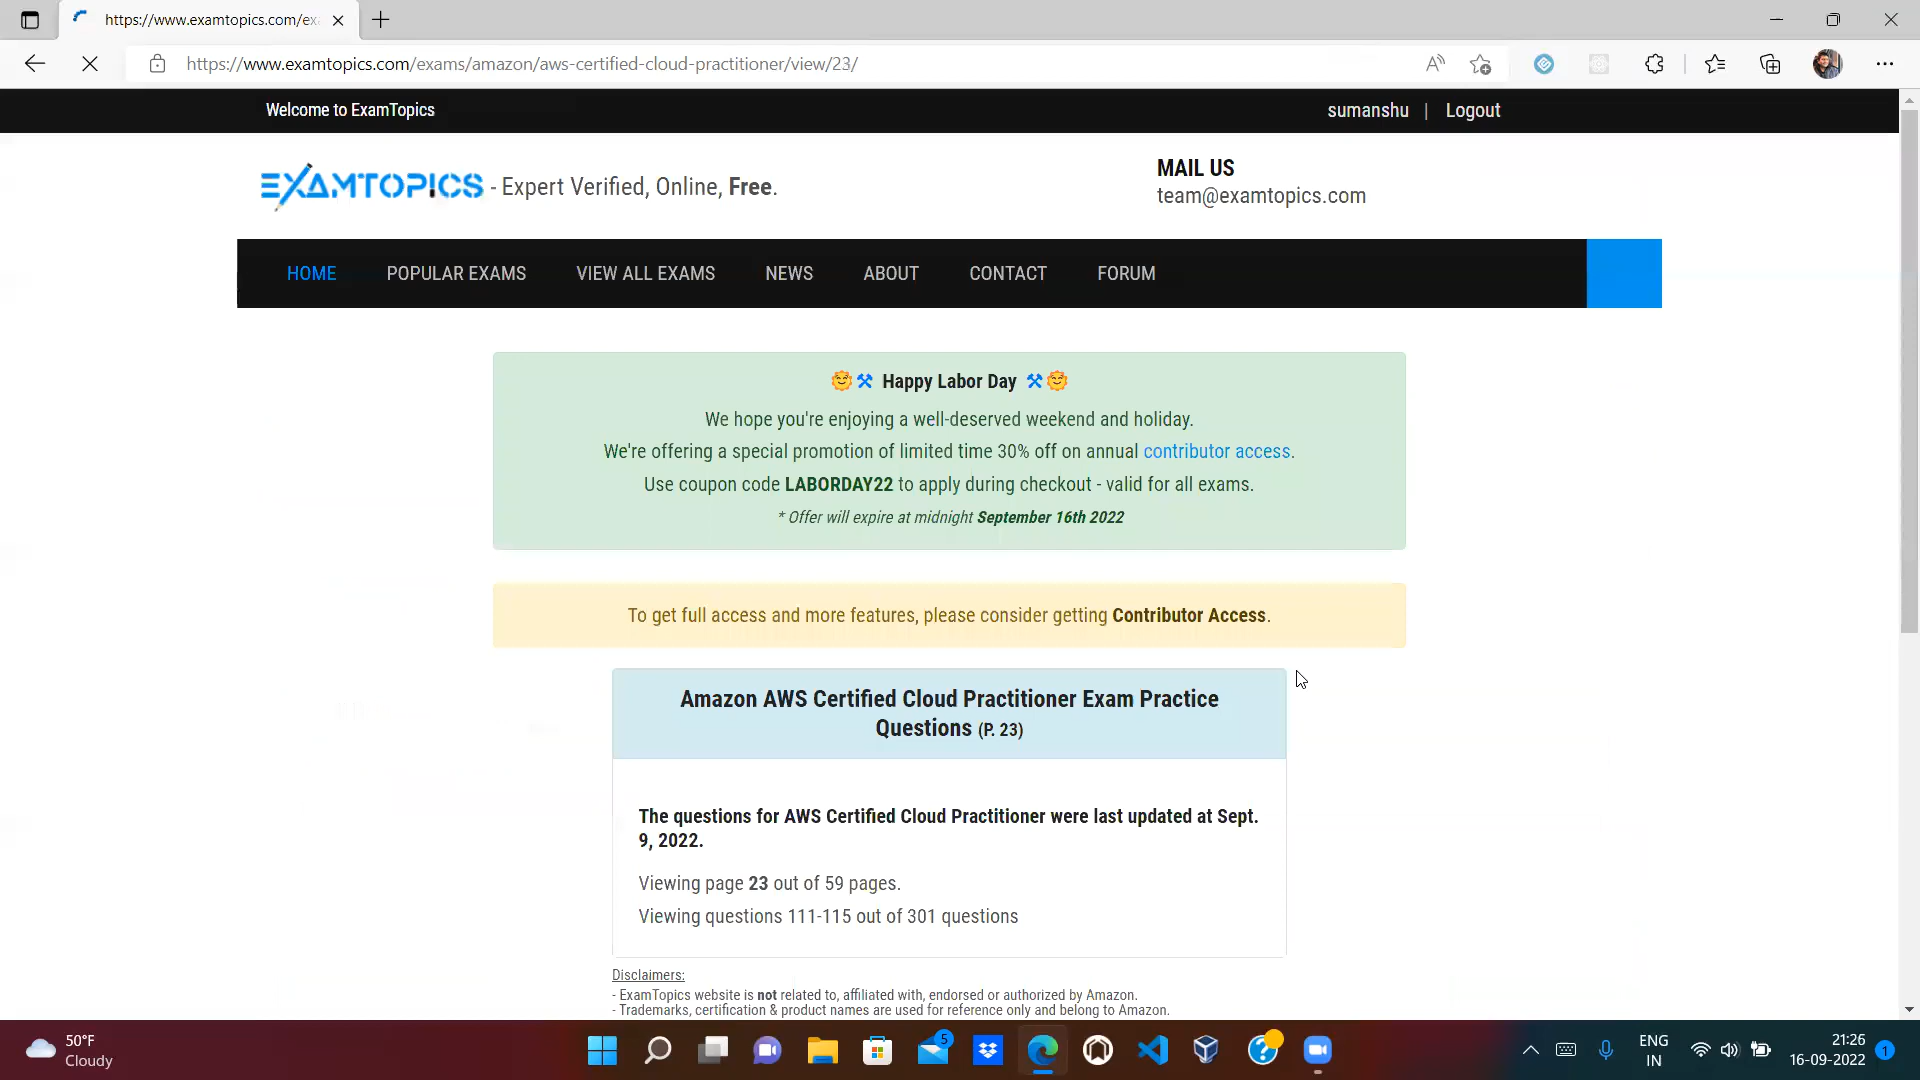 https://www.examtopics.com/ex
https://www.examtopics.com/exams/amazon/aws-certified-cloud-practitioner/view/23/
Welcome to ExamTopics
sumanshu | Logout
EXAMTOPICS - Expert Verified, Online, Free.
MAIL US
team@examtopics.com
HOME POPULAR EXAMS VIEW ALL EXAMS NEWS ABOUT CONTACT FORUM
Happy Labor Day
We hope you're enjoying a well-deserved weekend and holiday.
We're offering a special promotion of limited time 30% off on annual contributor access.
Use coupon code LABORDAY22 to apply during checkout - valid for all exams.
* Offer will expire at midnight September 16th 2022
To get full access and more features, please consider getting Contributor Access.
Amazon AWS Certified Cloud Practitioner Exam Practice
Questions (P. 23)
The questions for AWS Certified Cloud Practitioner were last updated at Sept.
9, 2022.
Viewing page 23 out of 59 pages.
Viewing questions 111-115 out of 301 questions
Disclaimers:
- ExamTopics website is not related to, affiliated with, endorsed or authorized by Amazon.
- Trademarks, certification & product names are used for reference only and belong to Amazon.
50°F
Cloudy
5
ENG
IN
21:26
16-09-2022
1